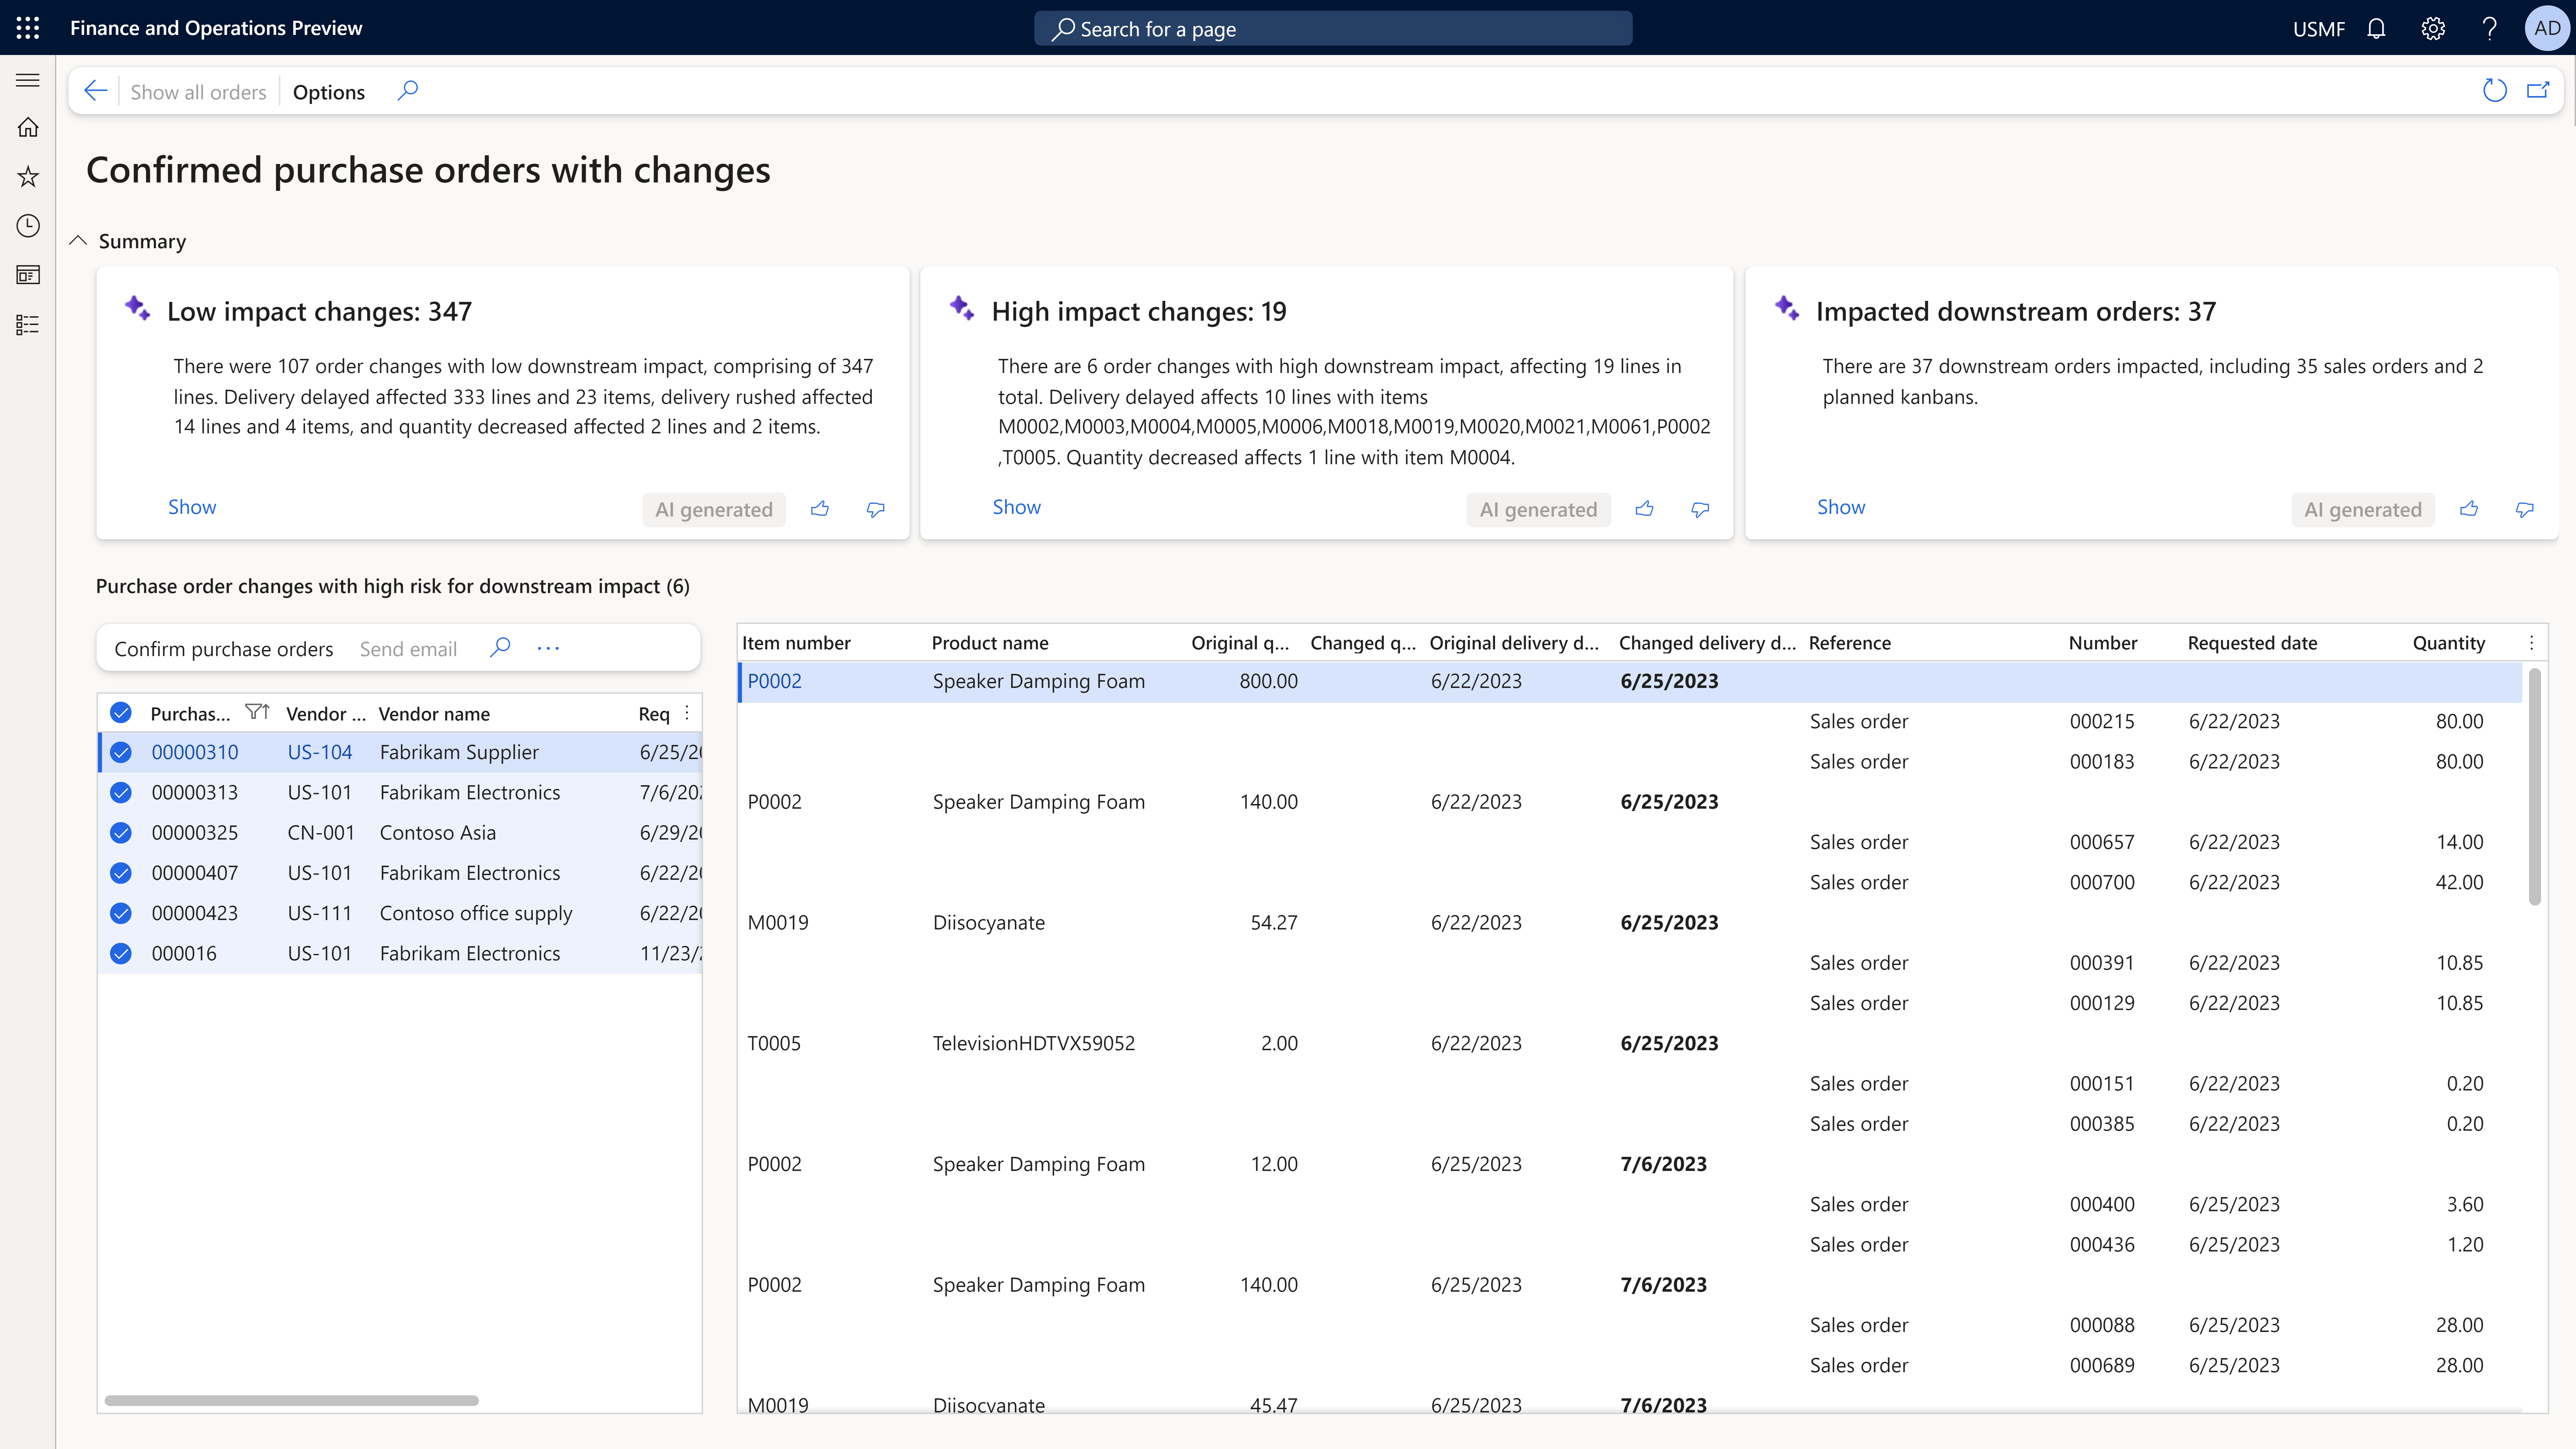 Finance and Operations Preview
Search for a page
USMF
AD
Show all orders
Options
Confirmed purchase orders with changes
Summary
Low impact changes: 347
There were 107 order changes with low downstream impact, comprising of 347
lines. Delivery delayed affected 333 lines and 23 items, delivery rushed affected
14 lines and 4 items, and quantity decreased affected 2 lines and 2 items.
Show
AI generated
High impact changes: 19
There are 6 order changes with high downstream impact, affecting 19 lines in
total. Delivery delayed affects 10 lines with items
M0002,M0003,M0004,M0005,M0006,M0018,M0019,M0020,M0021,M0061,P0002
,T0005. Quantity decreased affects 1 line with item M0004.
Show
AI generated
Impacted downstream orders: 37
There are 37 downstream orders impacted, including 35 sales orders and 2
planned kanbans.
Show
AI generated
Purchase order changes with high risk for downstream impact (6)
Confirm purchase orders
Send email
Purchas... Vendor ... Vendor name Req
00000310 US-104 Fabrikam Supplier 6/25/20
00000313 US-101 Fabrikam Electronics 7/6/202
00000325 CN-001 Contoso Asia 6/29/20
00000407 US-101 Fabrikam Electronics 6/22/20
00000423 US-111 Contoso office supply 6/22/20
000016 US-101 Fabrikam Electronics 11/23/2
Item number Product name Original q... Changed q... Original delivery d... Changed delivery d... Reference Number Requested date Quantity
P0002 Speaker Damping Foam 800.00 6/22/2023 6/25/2023
Sales order 000215 6/22/2023 80.00
Sales order 000183 6/22/2023 80.00
P0002 Speaker Damping Foam 140.00 6/22/2023 6/25/2023
Sales order 000657 6/22/2023 14.00
Sales order 000700 6/22/2023 42.00
M0019 Diisocyanate 54.27 6/22/2023 6/25/2023
Sales order 000391 6/22/2023 10.85
Sales order 000129 6/22/2023 10.85
T0005 TelevisionHDTVX59052 2.00 6/22/2023 6/25/2023
Sales order 000151 6/22/2023 0.20
Sales order 000385 6/22/2023 0.20
P0002 Speaker Damping Foam 12.00 6/25/2023 7/6/2023
Sales order 000400 6/25/2023 3.60
Sales order 000436 6/25/2023 1.20
P0002 Speaker Damping Foam 140.00 6/25/2023 7/6/2023
Sales order 000088 6/25/2023 28.00
Sales order 000689 6/25/2023 28.00
M0019 Diisocyanate 45.47 6/25/2023 7/6/2023